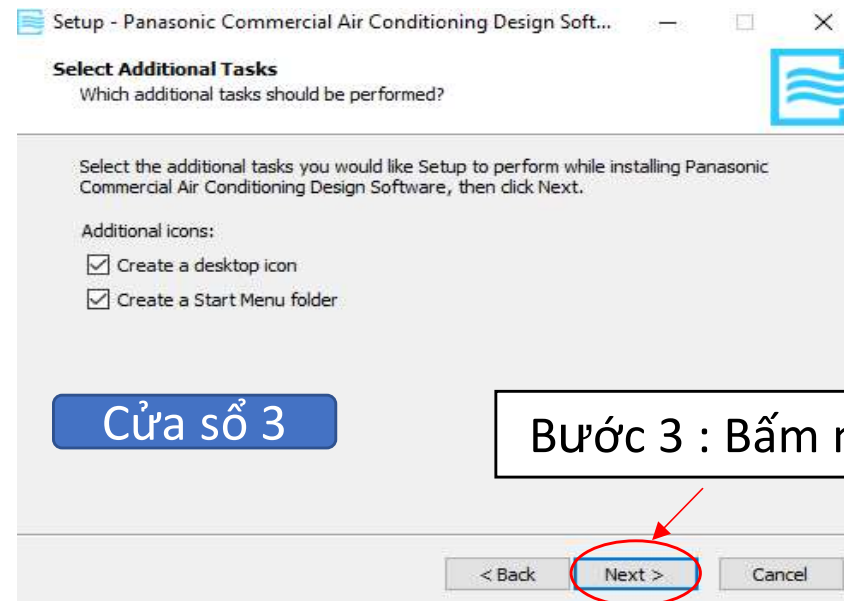 Setup - Panasonic Commercial Air Conditioning Design Soft...
Select Additional Tasks
Which additional tasks should be performed?
Select the additional tasks you would like Setup to perform while installing Panasonic
Commercial Air Conditioning Design Software, then click Next.
Additional icons:
Create a desktop icon
Create a Start Menu folder
Cửa sổ 3
Bước 3 : Bấm
< Back Next > Cancel